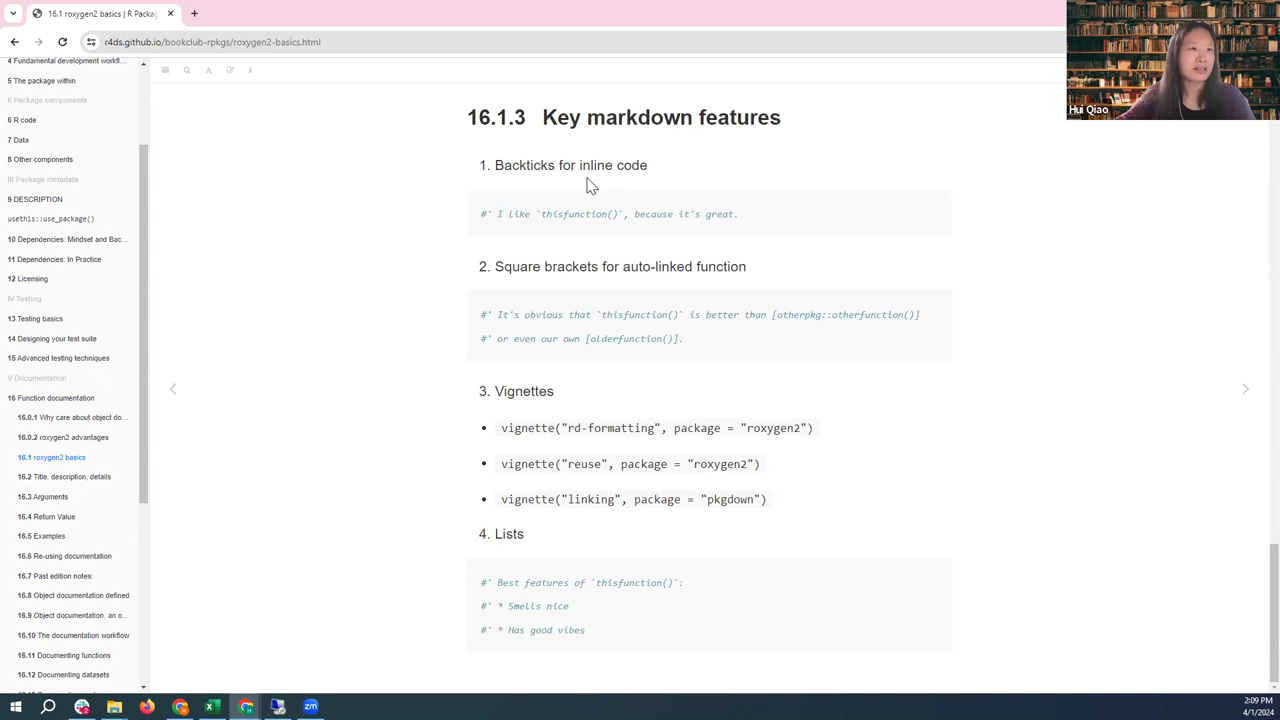 16.1 roxygen2 basics | R Packag
r4ds.github.io/bookclub-rpkgs/roxygen2-basics.html
Hui Qiao
4 Fundamental development workfl...
5 The package within
II Package components
6 R code
7 Data
8 Other components
III Package metadata
9 DESCRIPTION
usethis::use_package()
10 Dependencies: Mindset and Bac...
11 Dependencies: In Practice
12 Licensing
IV Testing
13 Testing basics
14 Designing your test suite
15 Advanced testing techniques
V Documentation
16 Function documentation
16.0.1 Why care about object do...
16.0.2 roxygen2 advantages
16.1 roxygen2 basics
16.2 Title, description, details
16.3 Arguments
16.4 Return Value
16.5 Examples
16.6 Re-using documentation
16.7 Past edition notes:
16.8 Object documentation defined
16.9 Object documentation, an o...
16.10 The documentation workflow
16.11 Documenting functions
16.12 Documenting datasets
16.1.3 Key markdown features
1. Backticks for inline code
#' I like `thisfunction()`, because it's great.
2. Square brackets for auto-linked function
#' It's obvious that `thisfunction()` is better than [otherpkg::otherfunction()]
#' or even our own [olderfunction()].
3. Vignettes
• vignette("rd-formatting", package = "roxygen2")
• vignette("reuse", package = "roxygen2")
• vignette("linking", package = "pkgdown")
4. Lists
#' Best features of `thisfunction()`:
#' * Smells nice
#' * Has good vibes
zm
2:09 PM
4/1/2024